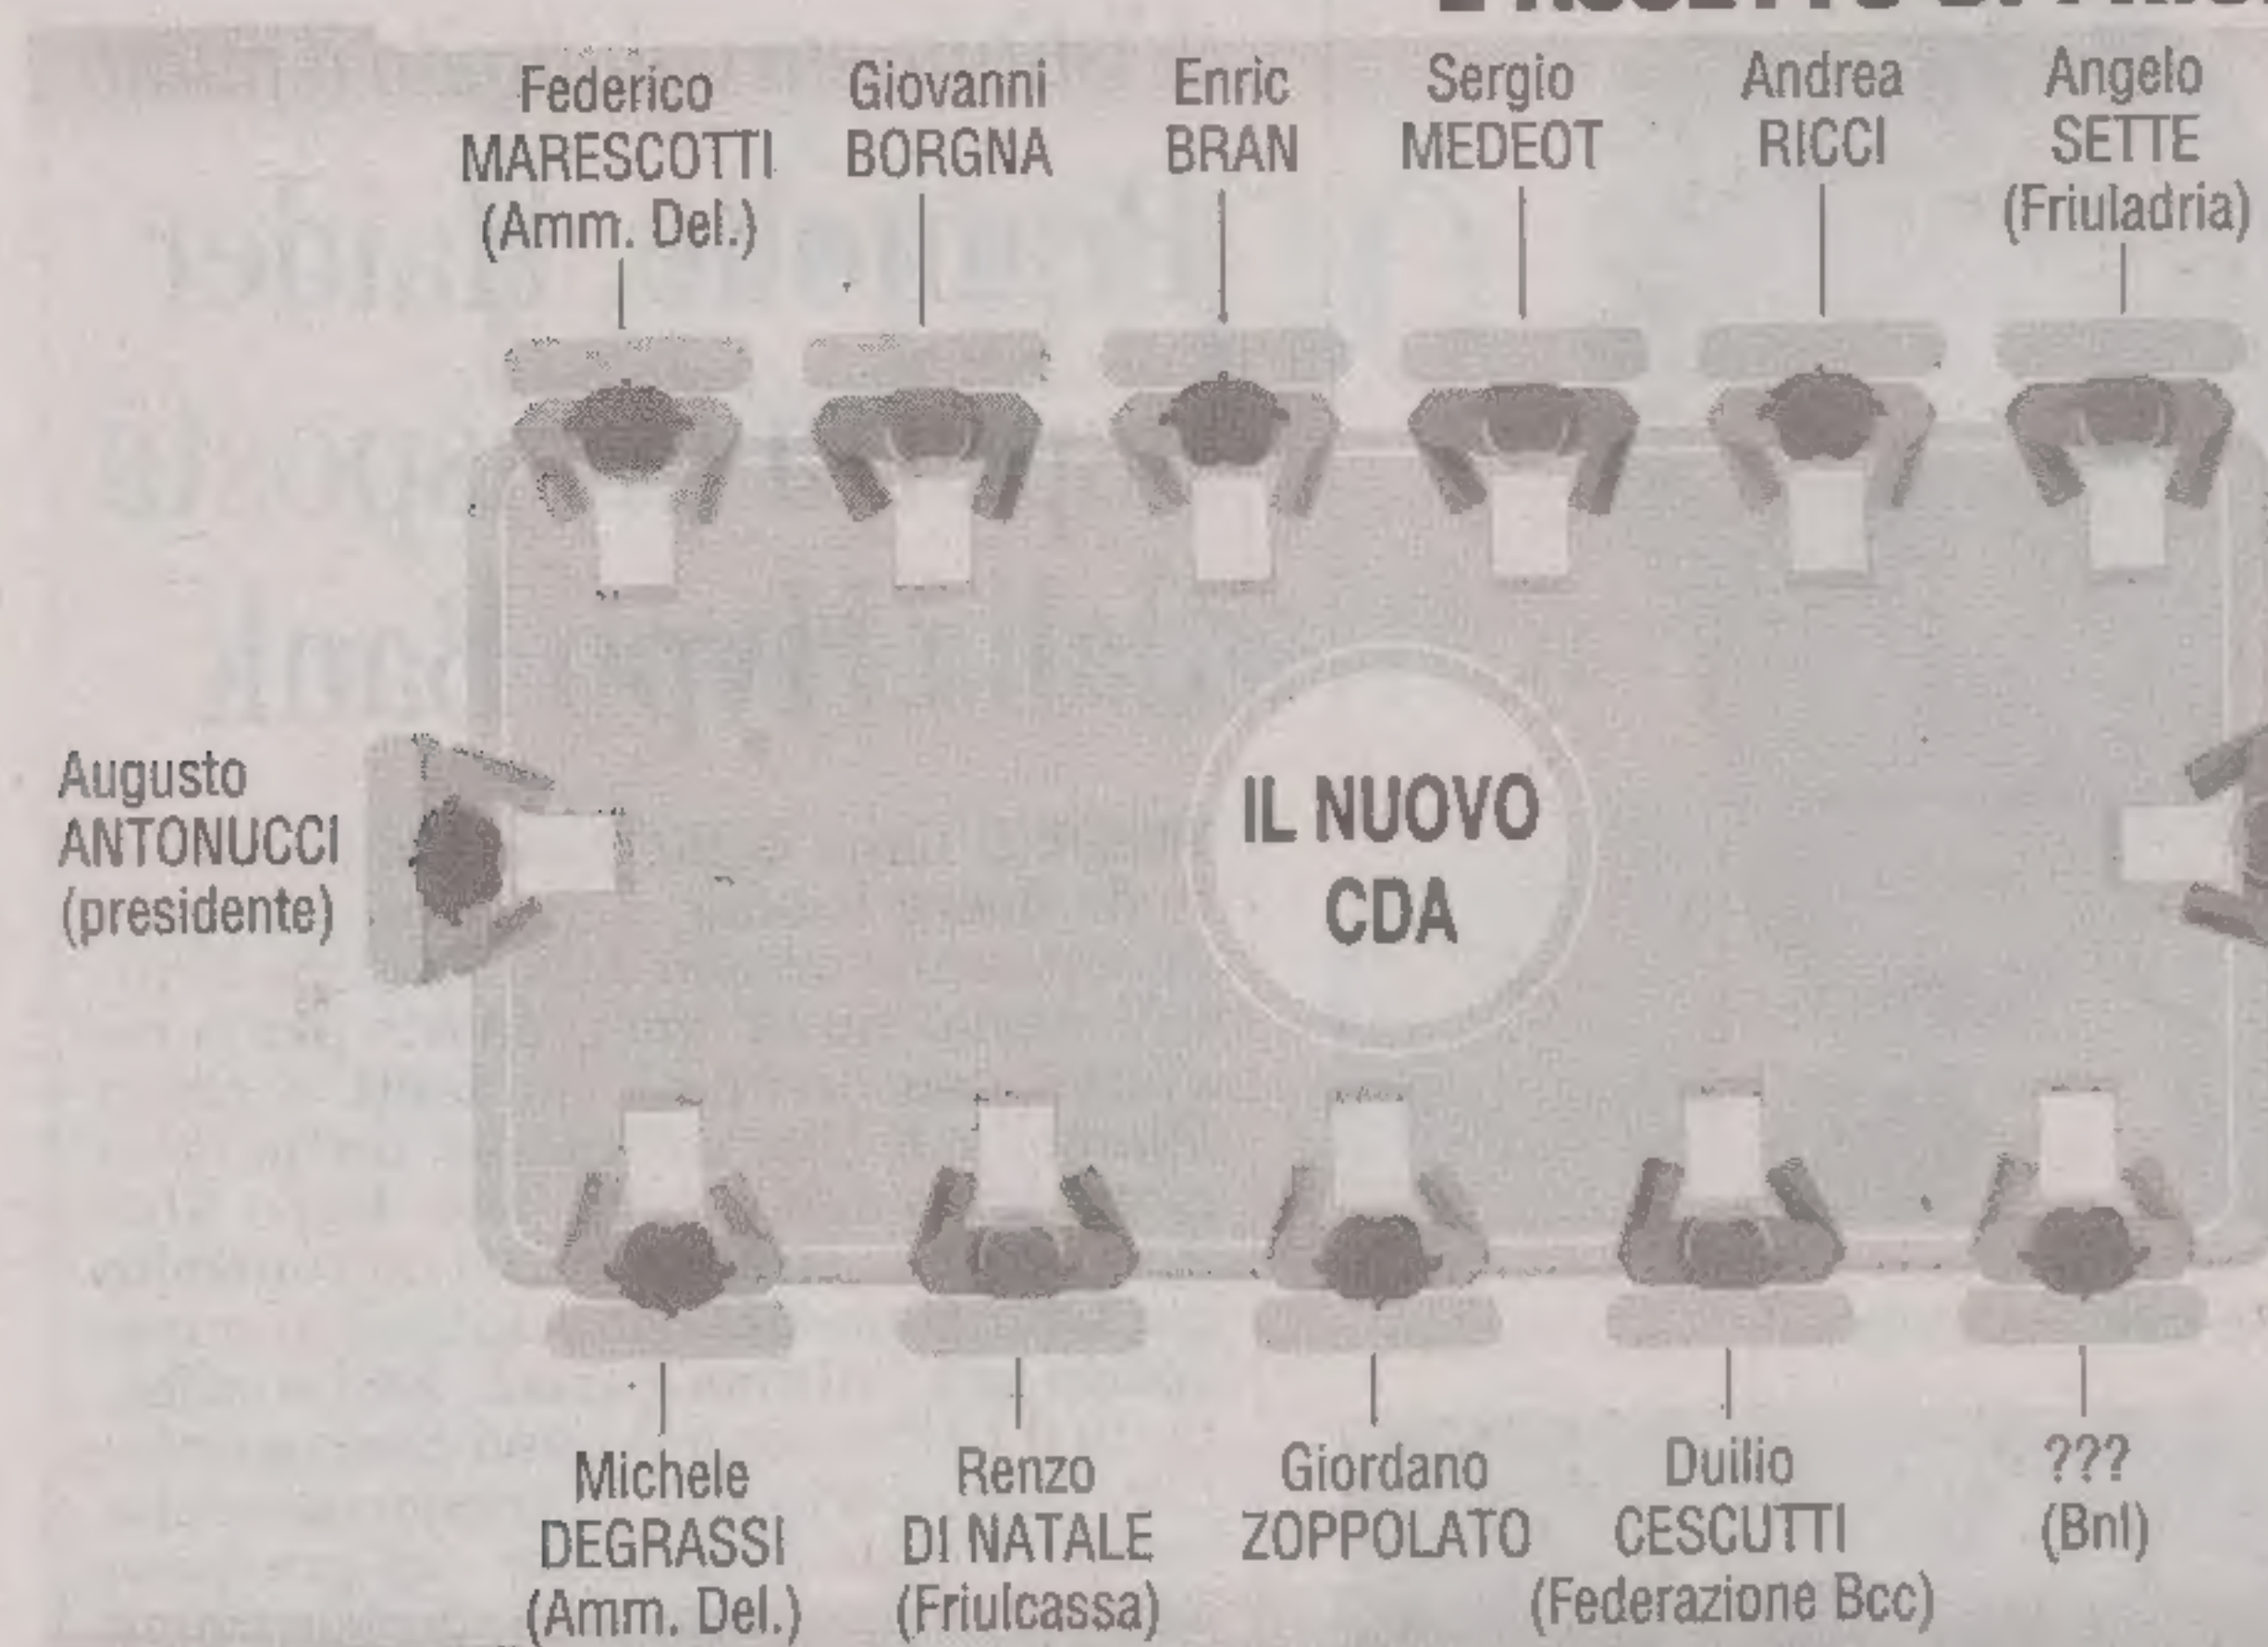 Federico
MARESCOTTI
(Amm. Del.)
Giovanni
BORGNA
Enric
BRAN
Sergio
MEDEOT
Andrea
RICCI
Angelo
SETTE
(Friuladria)
Augusto
ANTONUCCI
(presidente)
IL NUOVO
CDA
Michele
DEGRASSI
(Amm. Del.)
Renzo
DI NATALE
(Friulcassa)
Giordano
ZOPPOLATO
Duilio
CESCUTTI
(Federazione Bcc)
???
(Bnl)